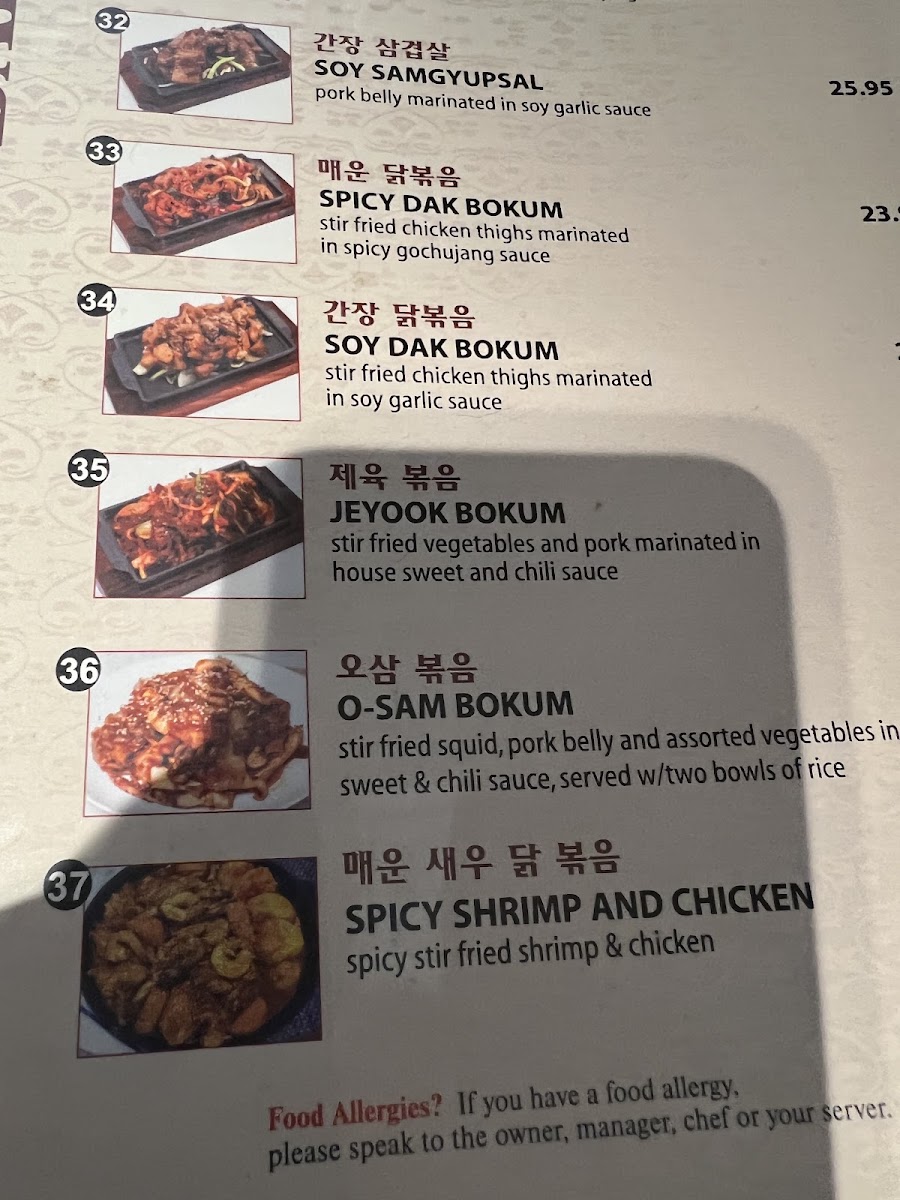 32
간장 삼겹살
SOY SAMGYUPSAL
pork belly marinated in soy garlic sauce
25.95
33
매운 닭볶음
SPICY DAK BOKUM
stir fried chicken thighs marinated
in spicy gochujang sauce
23.
34
간장 닭볶음
SOY DAK BOKUM
stir fried chicken thighs marinated
in soy garlic sauce
35
제육 볶음
JEYOOK BOKUM
stir fried vegetables and pork marinated in
house sweet and chili sauce
36
오삼 볶음
O-SAM BOKUM
stir fried squid, pork belly and assorted vegetables in
sweet & chili sauce, served w/two bowls of rice
37
매운 새우 닭 볶음
SPICY SHRIMP AND CHICKEN
spicy stir fried shrimp & chicken
Food Allergies? If you have a food allergy,
please speak to the owner, manager, chef or your server.